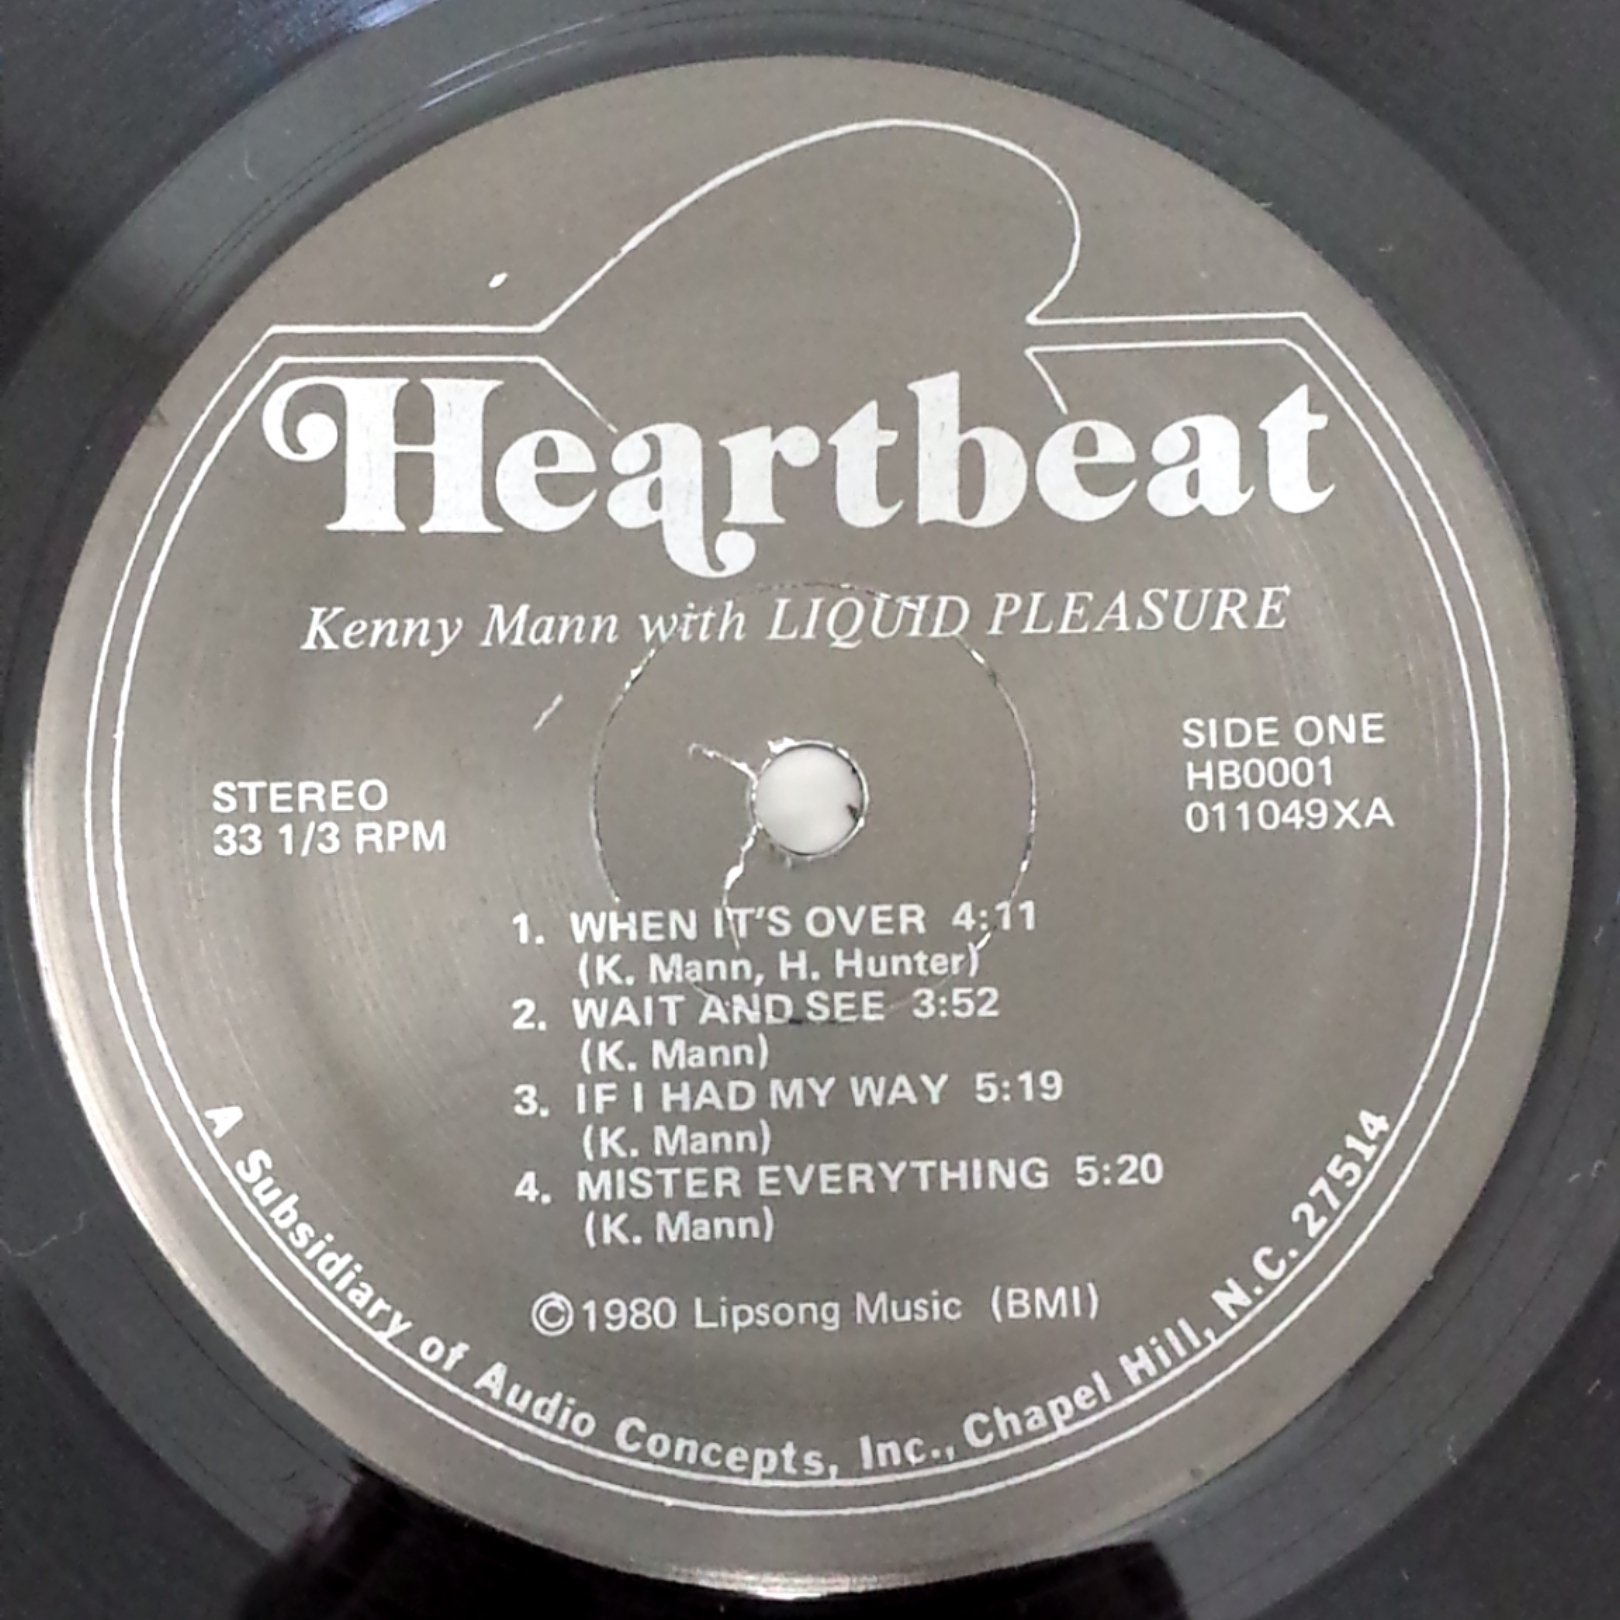 Heartbeat
Kenny Mann with LIQUID PLEASURE
STEREO
33 1/3 RPM
SIDE ONE
HB0001
011049XA
1. WHEN IT'S OVER 4:11
(K. Mann, H. Hunter)
2. WAIT AND SEE 3:52
(K. Mann)
3. IF I HAD MY WAY 5:19
(K. Mann)
4. MISTER EVERYTHING 5:20
(K. Mann)
©1980 Lipsong Music (BMI)
A Subsidiary of Audio Concepts, Inc., Chapel Hill, N.C. 27514